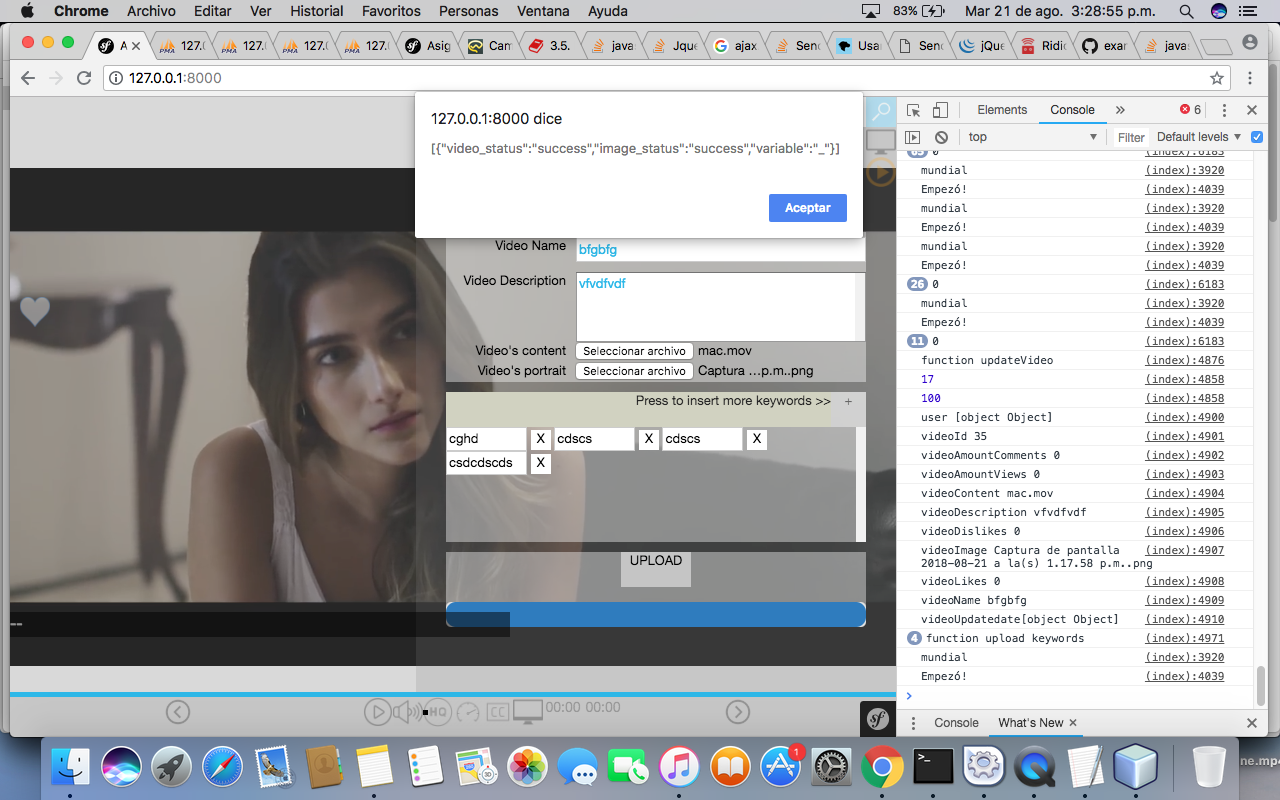 Chrome Archivo Editar Ver Historial Favoritos Personas Ventana Ayuda 83% Mar 21 de ago. 3:28:55 p.m.
A × 127.0 127. 127.0 127. Asig Cam 3.5. java Jque ajax Senc Usa Senc jQue Ridic exar java
127.0.0.1:8000
127.0.0.1:8000 dice
[{"video_status":"success","image_status":"success","variable":"_"}]
Aceptar
Video Name bfgbfg
Video Description vfvdfvdf
Video's content Seleccionar archivo mac.mov
Video's portrait Seleccionar archivo Captura …p.m..png
Press to insert more keywords >> +
cghd X cdscs X cdscs X
csdcdscds X
UPLOAD
--
HQ CC 00:00 00:00
sf
Elements Console » 6
top Filter Default levels
65 0 (index):6183
mundial (index):3920
Empezó! (index):4039
mundial (index):3920
Empezó! (index):4039
mundial (index):3920
Empezó! (index):4039
26 0 (index):6183
mundial (index):3920
Empezó! (index):4039
11 0 (index):6183
function updateVideo (index):4876
17 (index):4858
100 (index):4858
user [object Object] (index):4900
videoId 35 (index):4901
videoAmountComments 0 (index):4902
videoAmountViews 0 (index):4903
videoContent mac.mov (index):4904
videoDescription vfvdfvdf (index):4905
videoDislikes 0 (index):4906
videoImage Captura de pantalla (index):4907
2018-08-21 a la(s) 1.17.58 p.m..png
videoLikes 0 (index):4908
videoName bfgbfg (index):4909
videoUpdatedate[object Object] (index):4910
4 function upload keywords (index):4971
mundial (index):3920
Empezó! (index):4039
>
Console What's New ×
1
ne.mp4